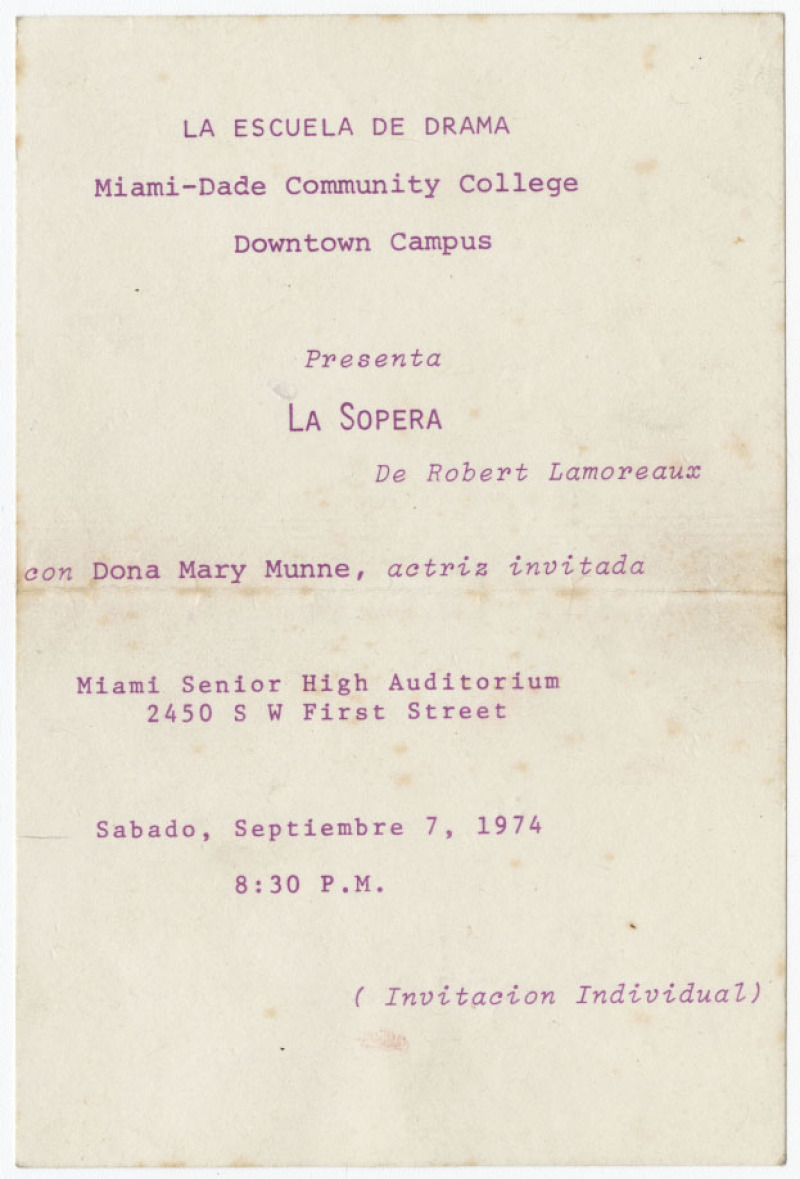 LA ESCUELA DE DRAMA
Miami-Dade Community College
Downtown Campus
Presenta
LA SOPERA
De Robert Lamoreaux
con Dona Mary Munne, actriz invitada
Miami Senior High Auditorium
2450 S W First Street
Sabado, Septiembre 7, 1974
8:30 P.M.
( Invitacion Individual)